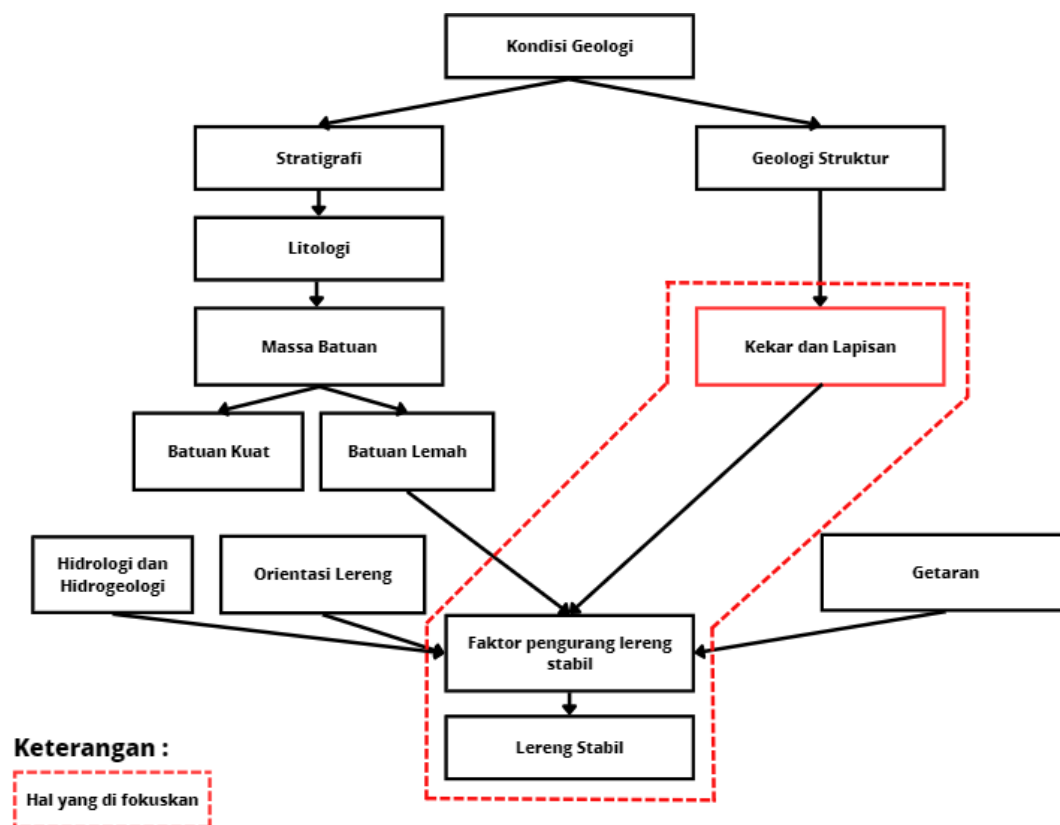 Kondisi Geologi
Stratigrafi
Geologi Struktur
Litologi
Massa Batuan
Kekar dan Lapisan
Batuan Kuat
Batuan Lemah
Hidrologi dan
Hidrogeologi
Orientasi Lereng
Getaran
Faktor pengurang lereng
stabil
Lereng Stabil
Keterangan :
Hal yang di fokuskan